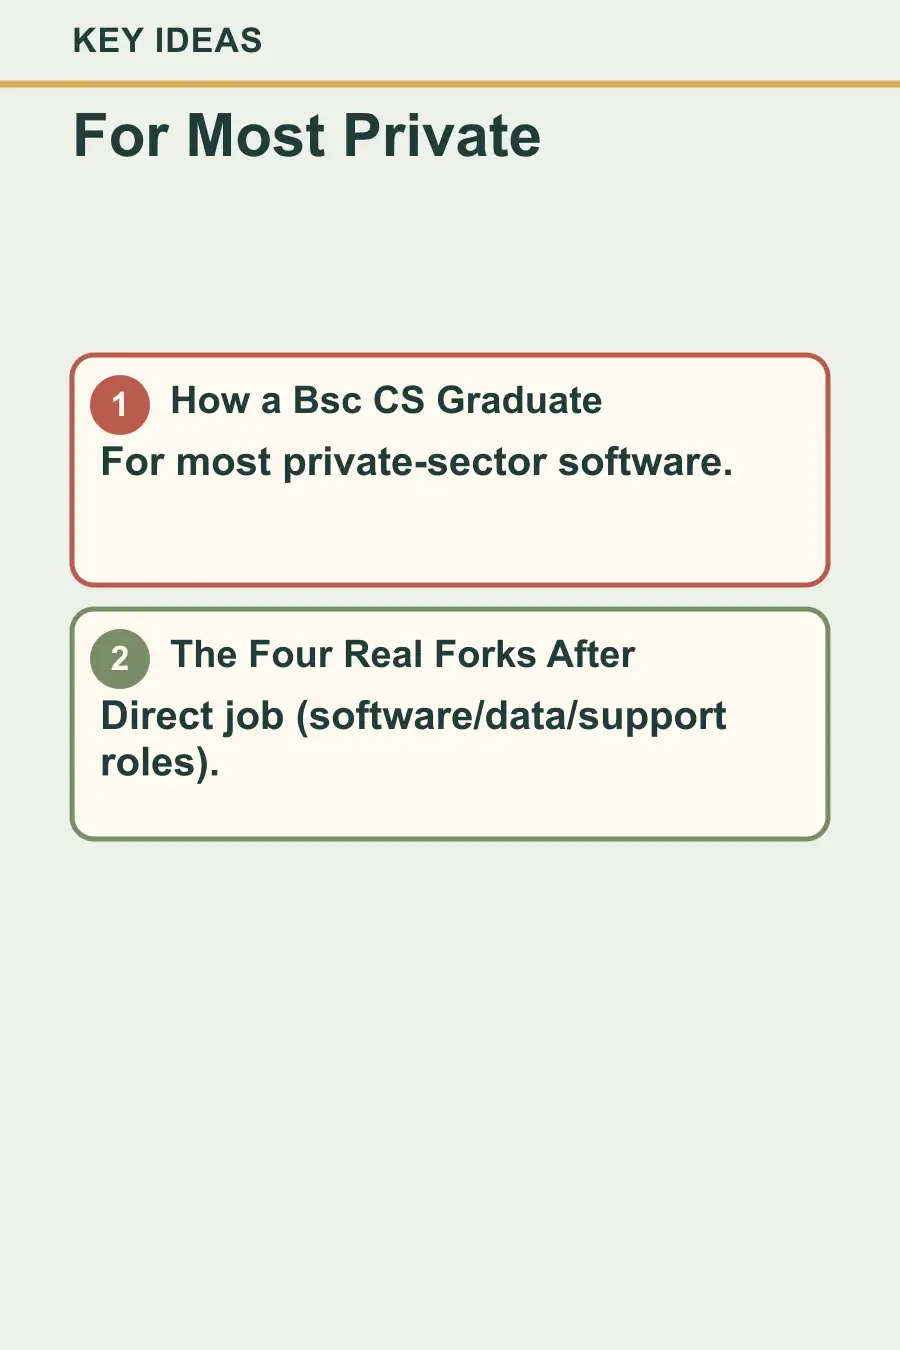 KEY IDEAS
For Most Private
1 How a Bsc CS Graduate
For most private-sector software.
2 The Four Real Forks After
Direct job (software/data/support
roles).